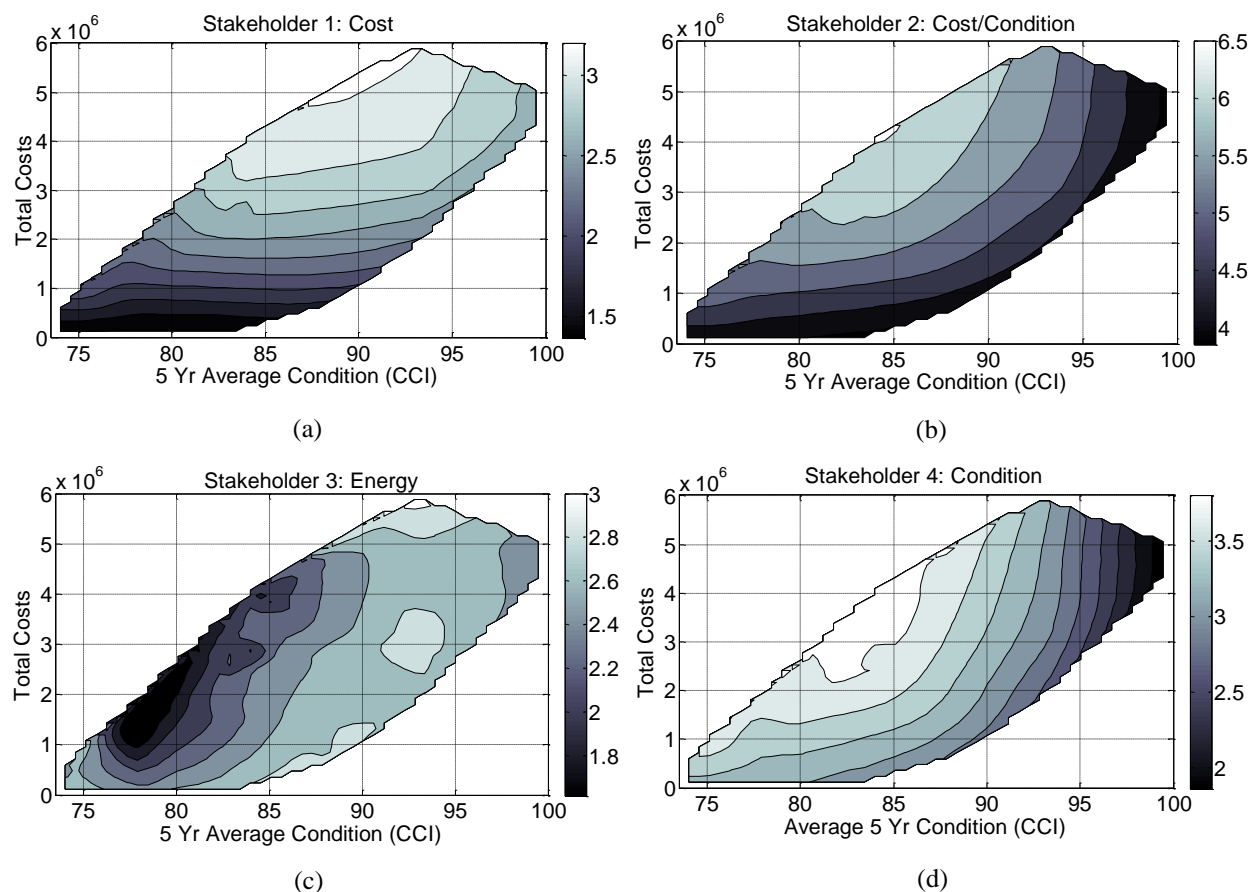 Stakeholder 1: Cost
x 10^6
Total Costs
6
5
4
3
2
1
0
75 80 85 90 95 100
5 Yr Average Condition (CCI)
3
2.5
2
1.5
(a)
Stakeholder 2: Cost/Condition
x 10^6
Total Costs
6
5
4
3
2
1
0
75 80 85 90 95 100
5 Yr Average Condition (CCI)
6.5
6
5.5
5
4.5
4
(b)
Stakeholder 3: Energy
x 10^6
Total Costs
6
5
4
3
2
1
0
75 80 85 90 95 100
5 Yr Average Condition (CCI)
3
2.8
2.6
2.4
2.2
2
1.8
(c)
Stakeholder 4: Condition
x 10^6
Total Costs
6
5
4
3
2
1
0
75 80 85 90 95 100
Average 5 Yr Condition (CCI)
3.5
3
2.5
2
(d)